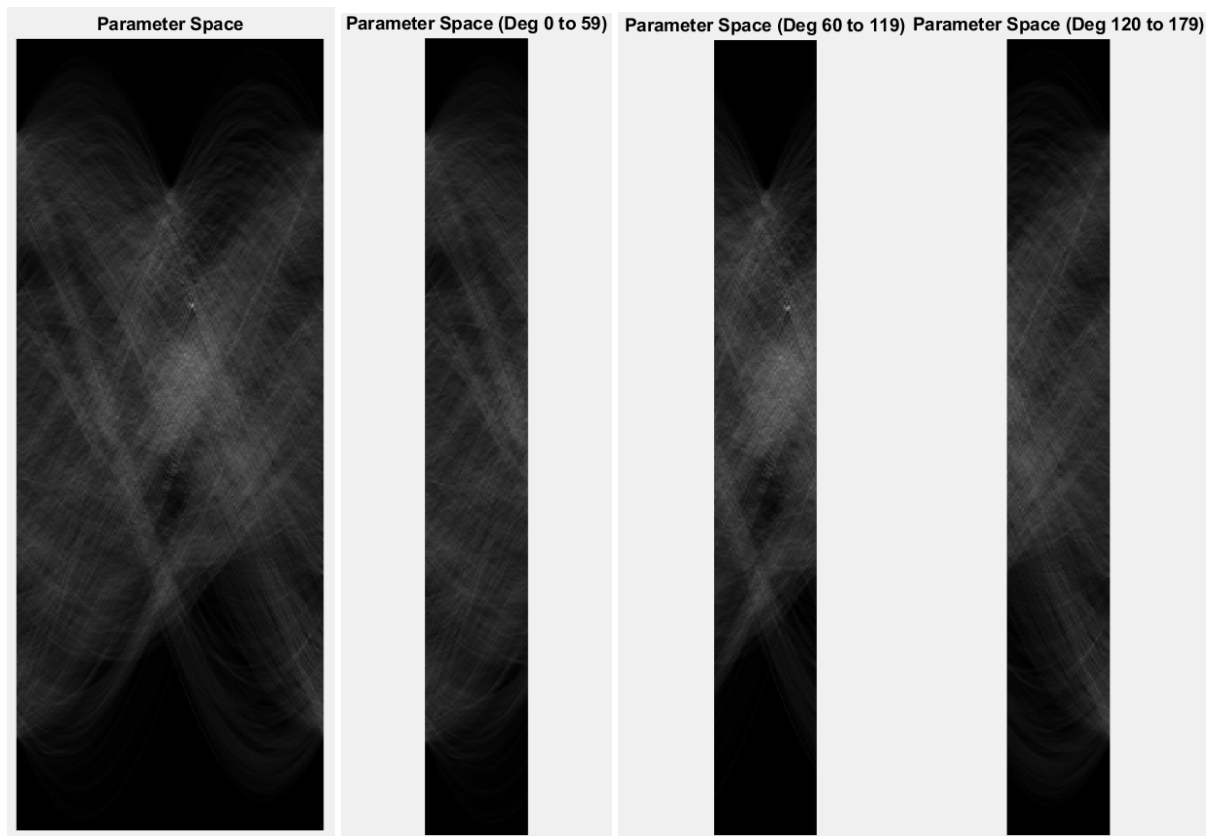 Parameter Space
Parameter Space (Deg 0 to 59)
Parameter Space (Deg 60 to 119)
Parameter Space (Deg 120 to 179)